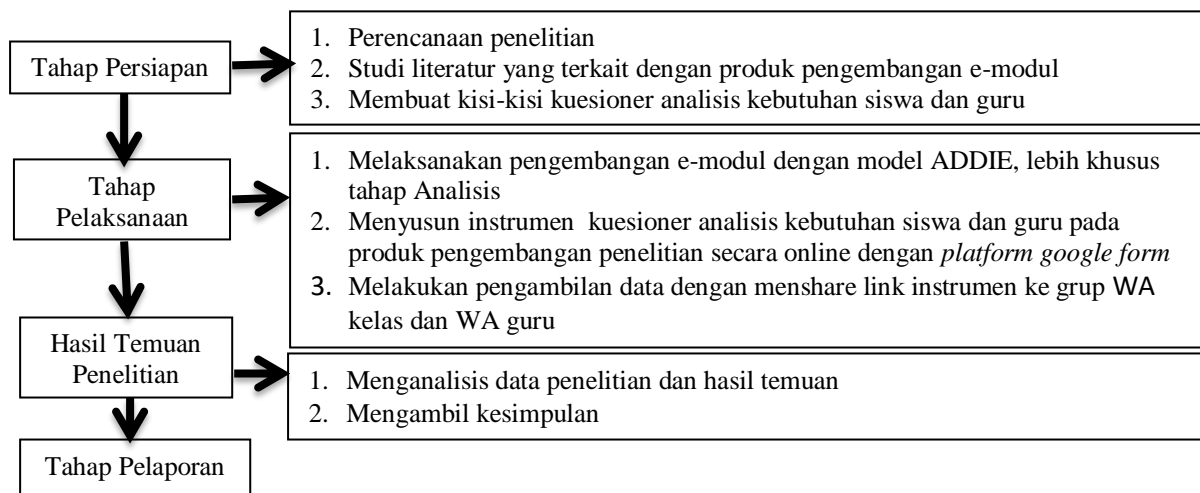 Tahap Persiapan
1. Perencanaan penelitian
2. Studi literatur yang terkait dengan produk pengembangan e-modul
3. Membuat kisi-kisi kuesioner analisis kebutuhan siswa dan guru
Tahap
Pelaksanaan
1. Melaksanakan pengembangan e-modul dengan model ADDIE, lebih khusus
tahap Analisis
2. Menyusun instrumen kuesioner analisis kebutuhan siswa dan guru pada
produk pengembangan penelitian secara online dengan platform google form
3. Melakukan pengambilan data dengan menshare link instrumen ke grup WA
kelas dan WA guru
Hasil Temuan
Penelitian
1. Menganalisis data penelitian dan hasil temuan
2. Mengambil kesimpulan
Tahap Pelaporan